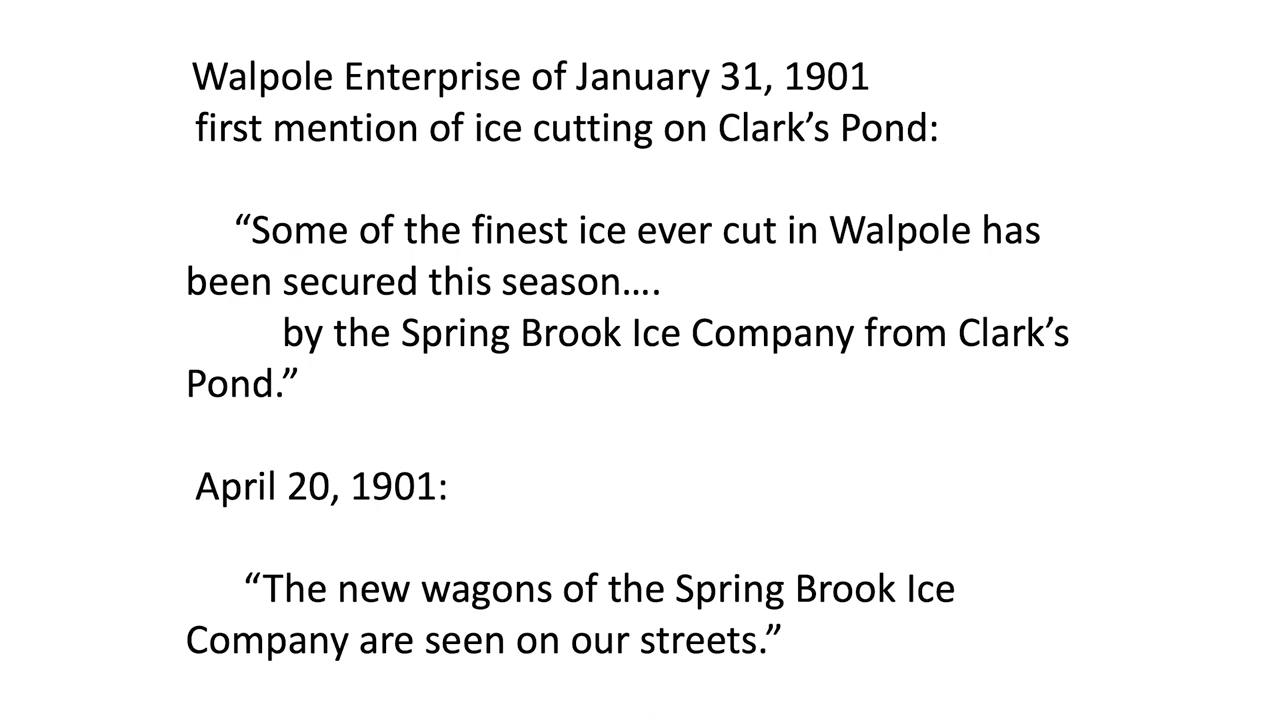 Walpole Enterprise of January 31, 1901
first mention of ice cutting on Clark’s Pond:
“Some of the finest ice ever cut in Walpole has
been secured this season….
by the Spring Brook Ice Company from Clark’s
Pond.”
April 20, 1901:
“The new wagons of the Spring Brook Ice
Company are seen on our streets.”